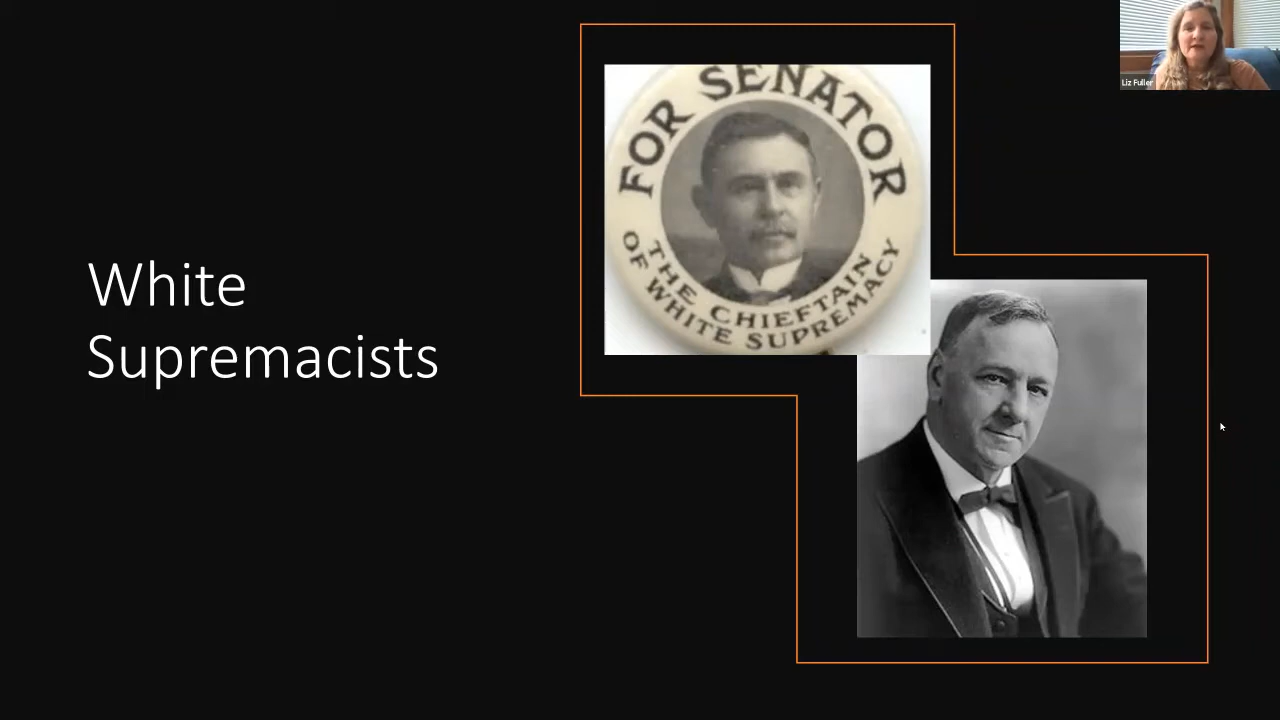 White
Supremacists
FOR SENATOR
THE CHIEFTAIN
OF WHITE SUPREMACY
Liz Fuller